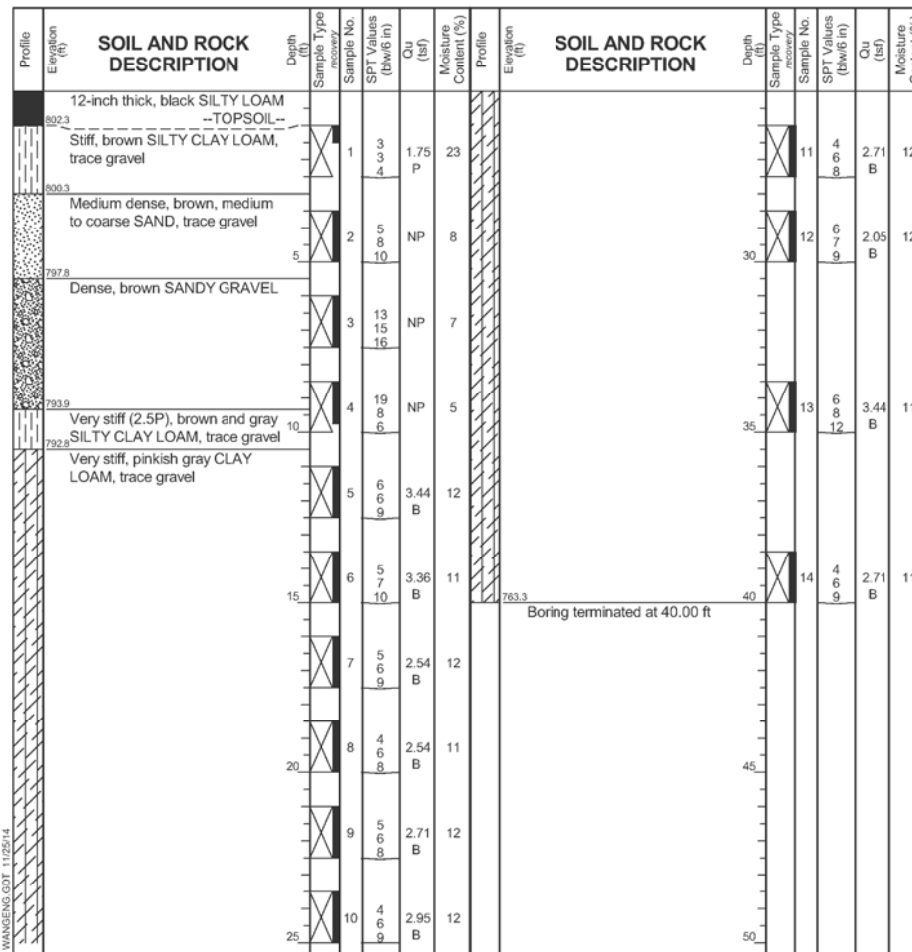 Profile
Elevation (ft)
SOIL AND ROCK DESCRIPTION
Depth (ft)
Sample Type
recovery
Sample No.
SPT Values (blw/6 in)
Qu (tsf)
Moisture Content (%)
Profile
Elevation (ft)
SOIL AND ROCK DESCRIPTION
Depth (ft)
Sample Type
recovery
Sample No.
SPT Values (blw/6 in)
Qu (tsf)
Moisture
12-inch thick, black SILTY LOAM
802.3 --TOPSOIL--
Stiff, brown SILTY CLAY LOAM,
trace gravel
1 3 3 4 1.75 P 23
800.3
Medium dense, brown, medium
to coarse SAND, trace gravel
5 2 5 8 10 NP 8
797.8
Dense, brown SANDY GRAVEL
3 13 15 16 NP 7
793.9
10 4 19 8 6 NP 5
Very stiff (2.5P), brown and gray
SILTY CLAY LOAM, trace gravel
792.8
Very stiff, pinkish gray CLAY
LOAM, trace gravel
5 6 6 9 3.44 B 12
15 6 5 7 10 3.36 B 11
7 5 6 9 2.54 B 12
20 8 4 6 8 2.54 B 11
9 5 6 8 2.71 B 12
25 10 4 6 9 2.95 B 12
11 4 6 8 2.71 B 12
30 12 6 7 9 2.05 B 12
35 13 6 8 12 3.44 B 11
40 14 4 6 9 2.71 B 11
763.3
Boring terminated at 40.00 ft
45
50
WANGENG.GDT 11/25/14